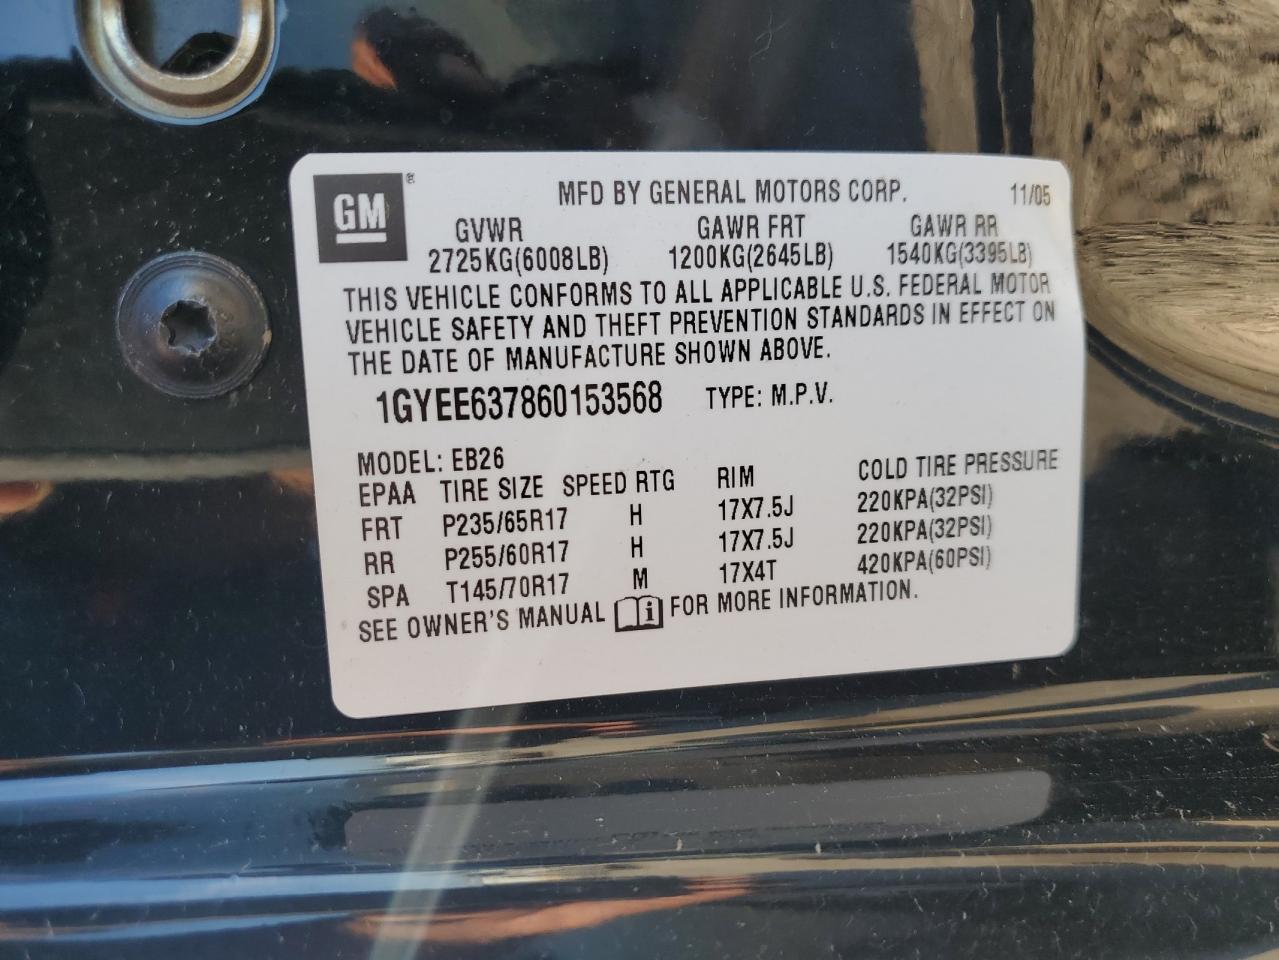 GM®
MFD BY GENERAL MOTORS CORP. 11/05
GVWR GAWR FRT GAWR RR
2725KG(6008LB) 1200KG(2645LB) 1540KG(3395LB)
THIS VEHICLE CONFORMS TO ALL APPLICABLE U.S. FEDERAL MOTOR
VEHICLE SAFETY AND THEFT PREVENTION STANDARDS IN EFFECT ON
THE DATE OF MANUFACTURE SHOWN ABOVE.
1GYEE637860153568 TYPE: M.P.V.
MODEL: EB26
EPAA TIRE SIZE SPEED RTG RIM COLD TIRE PRESSURE
FRT P235/65R17 H 17X7.5J 220KPA(32PSI)
RR P255/60R17 H 17X7.5J 220KPA(32PSI)
SPA T145/70R17 M 17X4T 420KPA(60PSI)
SEE OWNER'S MANUAL i FOR MORE INFORMATION.